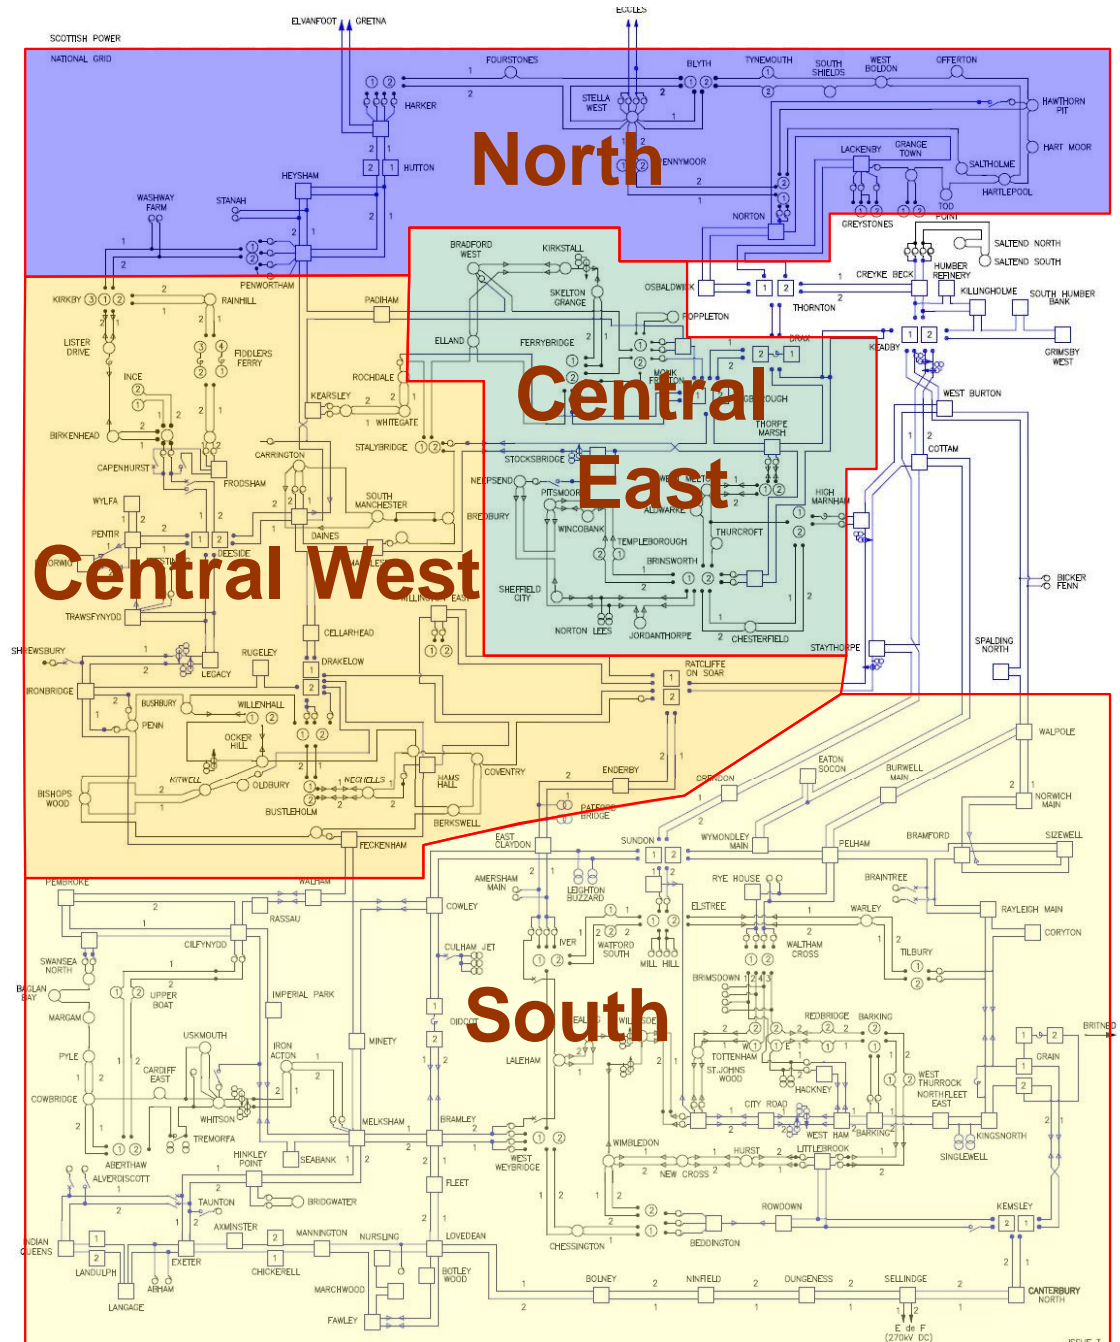 ELVANFOOT GRETNA
ECCLES
SCOTTISH POWER
NATIONAL GRID
FOURSTONES
BLYTH
TYNEMOUTH
SOUTH SHIELDS
WEST BOLDON
OFFERTON
HARKER
STELLA WEST
HAWTHORN PIT
North
HUTTON
LACKENBY
GRANGE TOWN
HART MOOR
HEYSHAM
SALTHOLME
WASHWAY FARM
STANAH
HARTLEPOOL
NORTON
GREYSTONES
PENWORTHAM
BRADFORD WEST
KIRKSTALL
SALTEND NORTH
SALTEND SOUTH
CREYKE BECK
HUMBER REFINERY
KILLINGHOLME
SOUTH HUMBER BANK
OSBALDWICK
THORNTON
KIRKBY
RAINHILL
PADIHAM
SKELTON GRANGE
POPPLETON
LISTER DRIVE
FIDDLERS FERRY
ELLAND
FERRYBRIDGE
DRAX
KEADBY
GRIMSBY WEST
INCE
ROCHDALE
KEARSLEY
WHITEGATE
Central
East
WEST BURTON
BIRKENHEAD
STALYBRIDGE
THORPE MARSH
COTTAM
CAPENHURST
CARRINGTON
STOCKSBRIDGE
FRODSHAM
NEEPSEND
PITSMOOR
HIGH MARNHAM
WYLFA
SOUTH MANCHESTER
WINCOBANK
ALDWARKE
THURCROFT
PENTIR
DEESIDE
DAINES
BREDBURY
TEMPLEBOROUGH
BRINSWORTH
Central West
BICKER FENN
SHEFFIELD CITY
TRAWSFYNYDD
NORTON LEES
JORDANTHORPE
CHESTERFIELD
CELLARHEAD
STAYTHORPE
SPALDING NORTH
SHREWSBURY
LEGACY
RUGELEY
DRAKELOW
RATCLIFFE ON SOAR
IRONBRIDGE
BUSHBURY
WILLENHALL
PENN
OCKER HILL
WALPOLE
EATON SOCON
BURWELL MAIN
KITWELL
OLDBURY
NECHELLS
HAMS HALL
COVENTRY
ENDERBY
GRENDON
BISHOPS WOOD
BUSTLEHOLM
BERKSWELL
PATFORD BRIDGE
NORWICH MAIN
FECKENHAM
EAST CLAYDON
SUNDON
WYMONDLEY MAIN
PELHAM
BRAMFORD
SIZEWELL
PEMBROKE
WALHAM
RASSAU
COWLEY
AMERSHAM MAIN
LEIGHTON BUZZARD
RYE HOUSE
BRAINTREE
CILFYNYDD
CULHAM JET
IVER
WATFORD SOUTH
ELSTREE
MILL HILL
WARLEY
RAYLEIGH MAIN
CORYTON
SWANSEA NORTH
WALTHAM CROSS
TILBURY
BAGLAN BAY
UPPER BOAT
IMPERIAL PARK
DIDCOT
South
BRIMSDOWN
REDBRIDGE
BARKING
BRITNED
MARGAM
USKMOUTH
MINETY
PYLE
CARDIFF EAST
IRON ACTON
LALEHAM
TOTTENHAM
ST.JOHNS WOOD
HACKNEY
WEST THURROCK
NORTHFLEET EAST
GRAIN
COWBRIDGE
WHITSON
TREMORFA
MELKSHAM
BRAMLEY
CITY ROAD
WEST HAM
BARKING
SINGLEWELL
KINGSNORTH
ABERTHAW
SEABANK
WEST WEYBRIDGE
WIMBLEDON
NEW CROSS
HURST
LITTLEBROOK
ALVERDISCOTT
HINKLEY POINT
TAUNTON
BRIDGWATER
FLEET
INDIAN QUEENS
LANDULPH
LANGAGE
ABHAM
EXETER
AXMINSTER
CHICKERELL
MANNINGTON
NURSLING
LOVEDEAN
MARCHWOOD
BOTLEY WOOD
FAWLEY
CHESSINGTON
BEDDINGTON
ROWDOWN
KEMSLEY
BOLNEY
NINFIELD
DUNGENESS
SELLINDGE
CANTERBURY NORTH
E de F
(270kV DC)